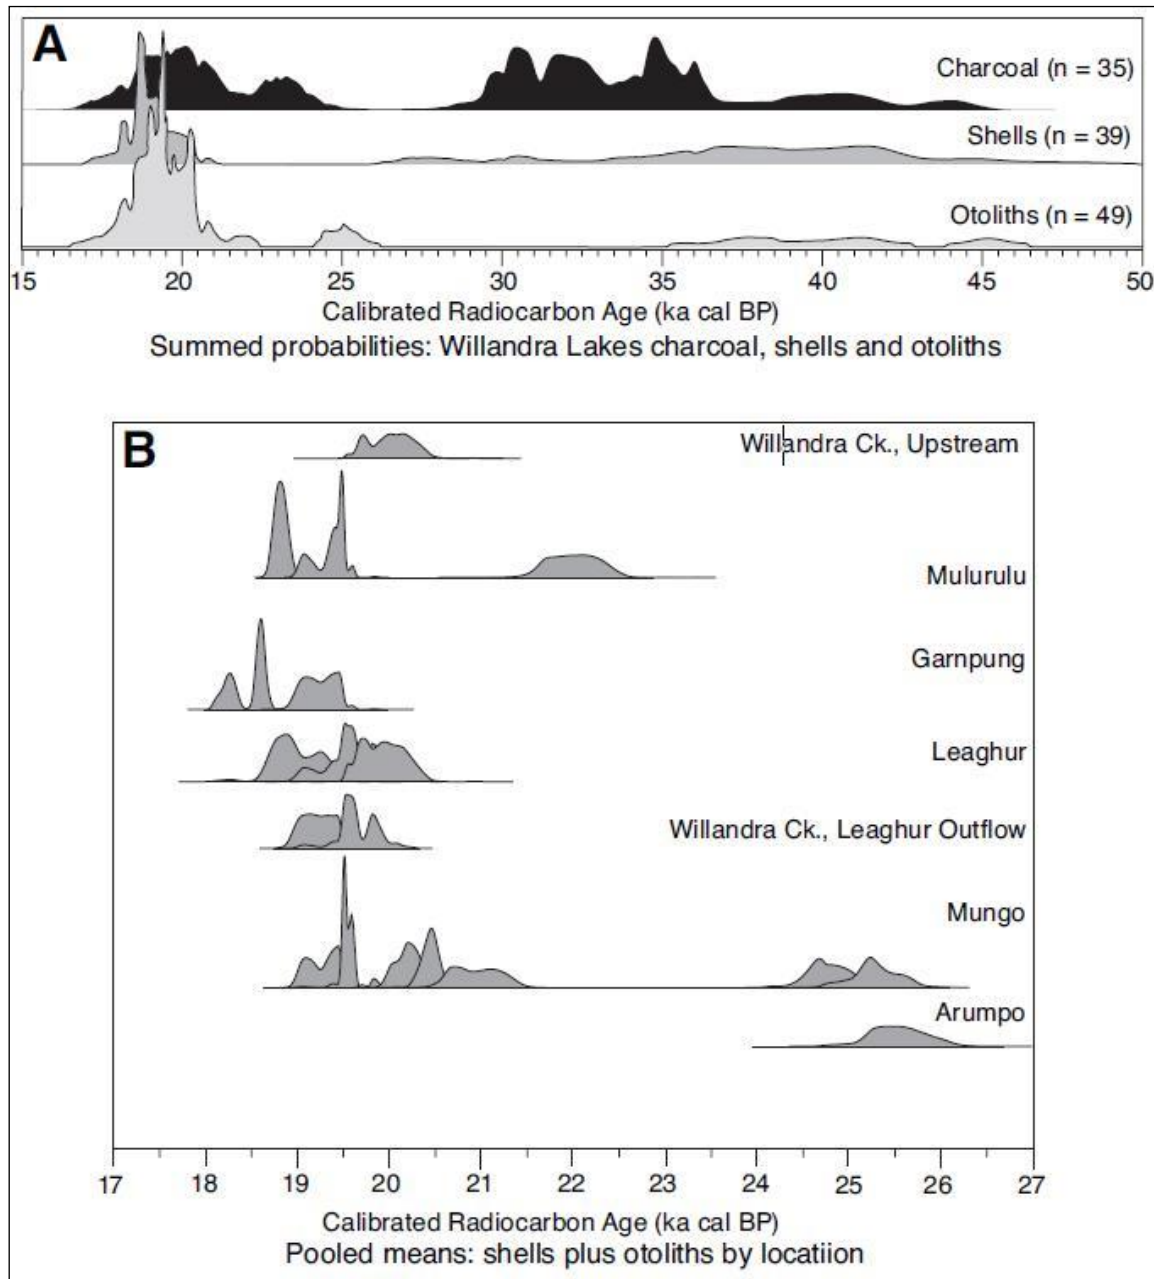 A
Charcoal (n = 35)
Shells (n = 39)
Otoliths (n = 49)
15 20 25 30 35 40 45 50
Calibrated Radiocarbon Age (ka cal BP)
Summed probabilities: Willandra Lakes charcoal, shells and otoliths
B
Willandra Ck., Upstream
Mulurulu
Garnpung
Leaghur
Willandra Ck., Leaghur Outflow
Mungo
Arumpo
17 18 19 20 21 22 23 24 25 26 27
Calibrated Radiocarbon Age (ka cal BP)
Pooled means: shells plus otoliths by locatiion